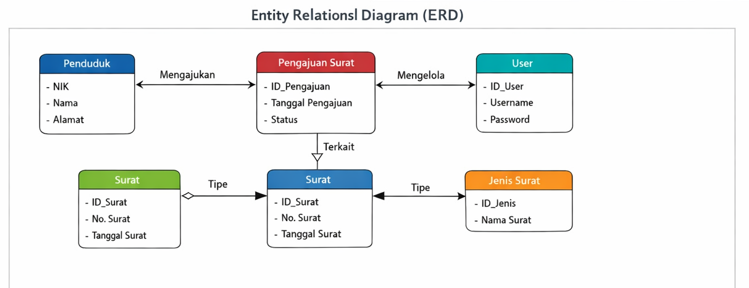 Entity Relationsl Diagram (ERD)
Penduduk
- NIK
- Nama
- Alamat
Mengajukan
Pengajuan Surat
- ID_Pengajuan
- Tanggal Pengajuan
- Status
Mengelola
User
- ID_User
- Username
- Password
Terkait
Surat
- ID_Surat
- No. Surat
- Tanggal Surat
Tipe
Surat
- ID_Surat
- No. Surat
- Tanggal Surat
Tipe
Jenis Surat
- ID_Jenis
- Nama Surat